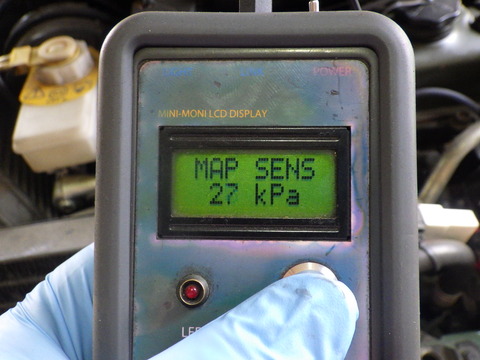 POWER
MINI-MONI LCD DISPLAY
MAP SENS
27 kPa